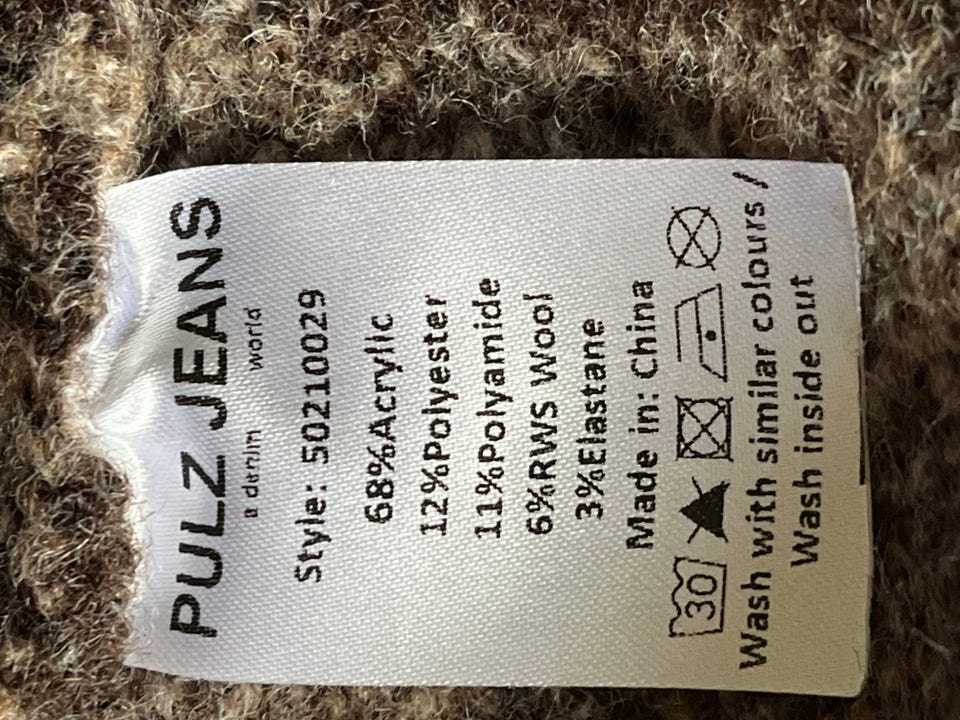 PULZ JEANS
a denim world
Style: 50210029
68%Acrylic
12%Polyester
11%Polyamide
6%RWS Wool
3%Elastane
Made in: China
30
Wash with similar colours /
Wash inside out